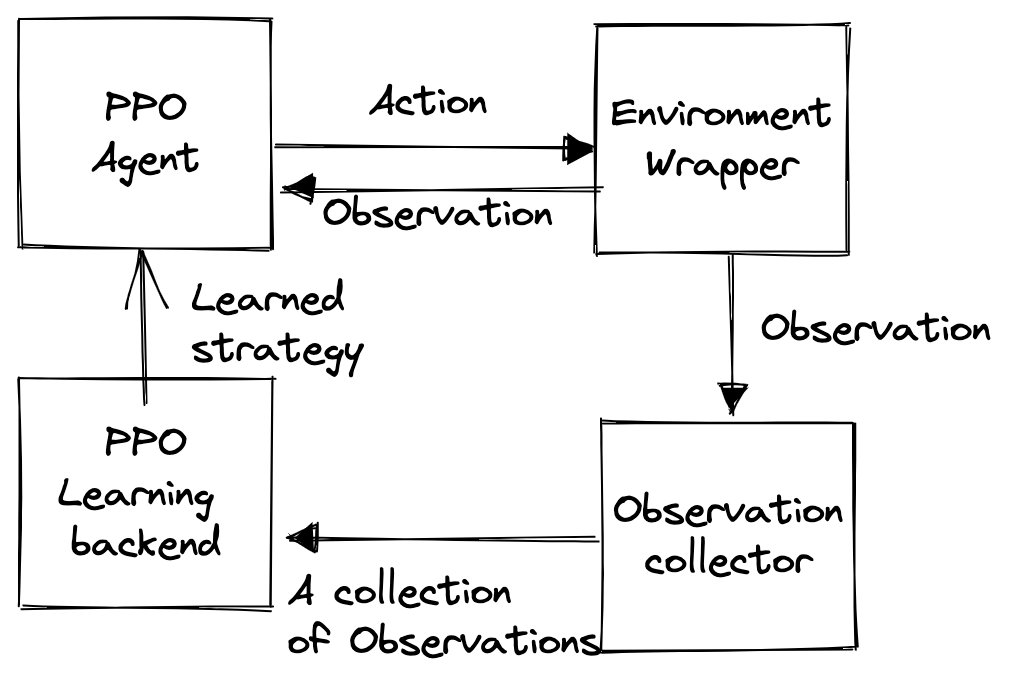 PPO
Agent
Action
Environment
Wrapper
Observation
Learned
strategy
Observation
PPO
Learning
backend
Observation
collector
A collection
of Observations